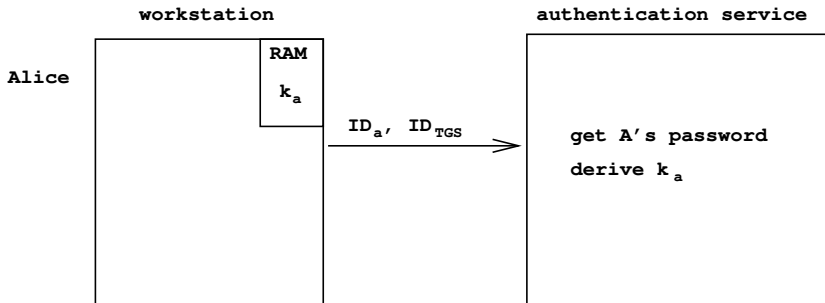 workstation
authentication service
Alice
RAM
k_a
ID_a, ID_TGS
get A's password
derive k_a